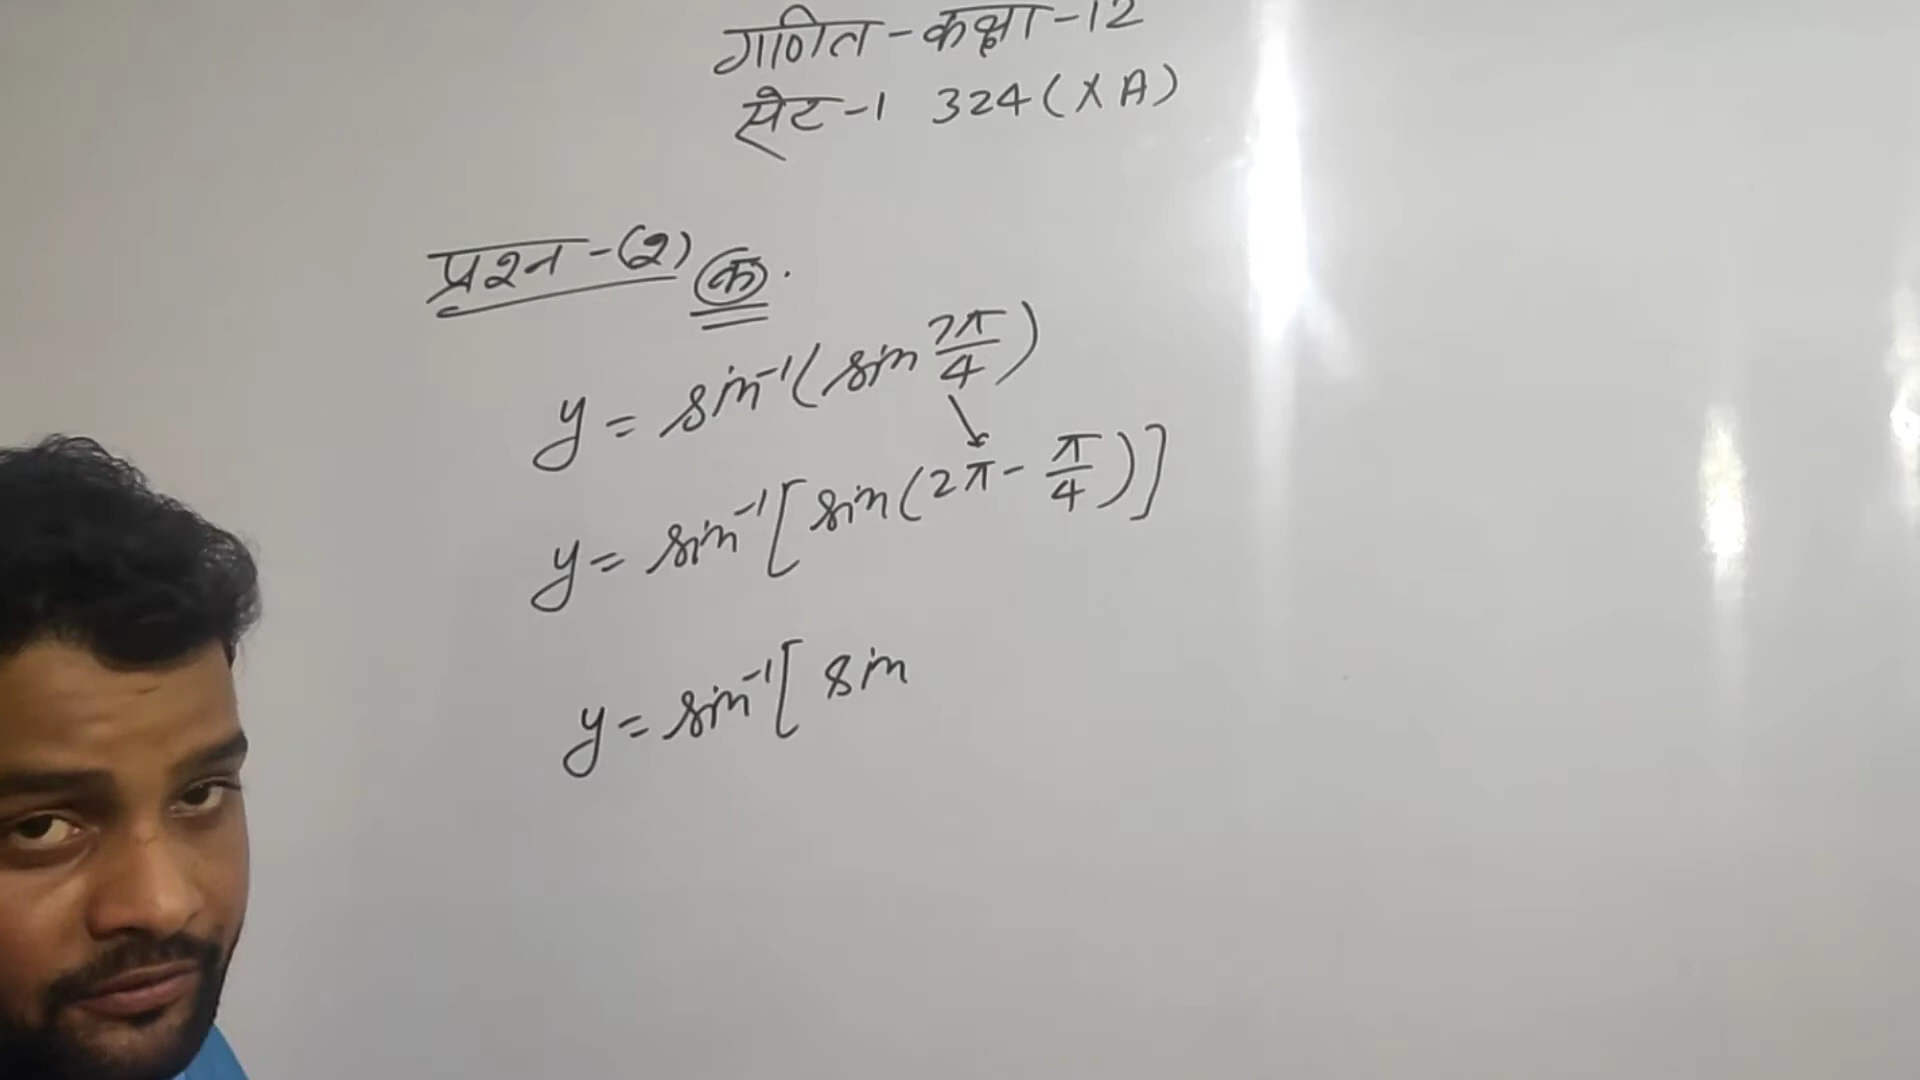 गणित - कक्षा - 12
सेट-1 324 (XA)
प्रश्न - (2) (क).
y = sin⁻¹(sin 7π/4)
y = sin⁻¹[sin(2π - π/4)]
y = sin⁻¹[ sin